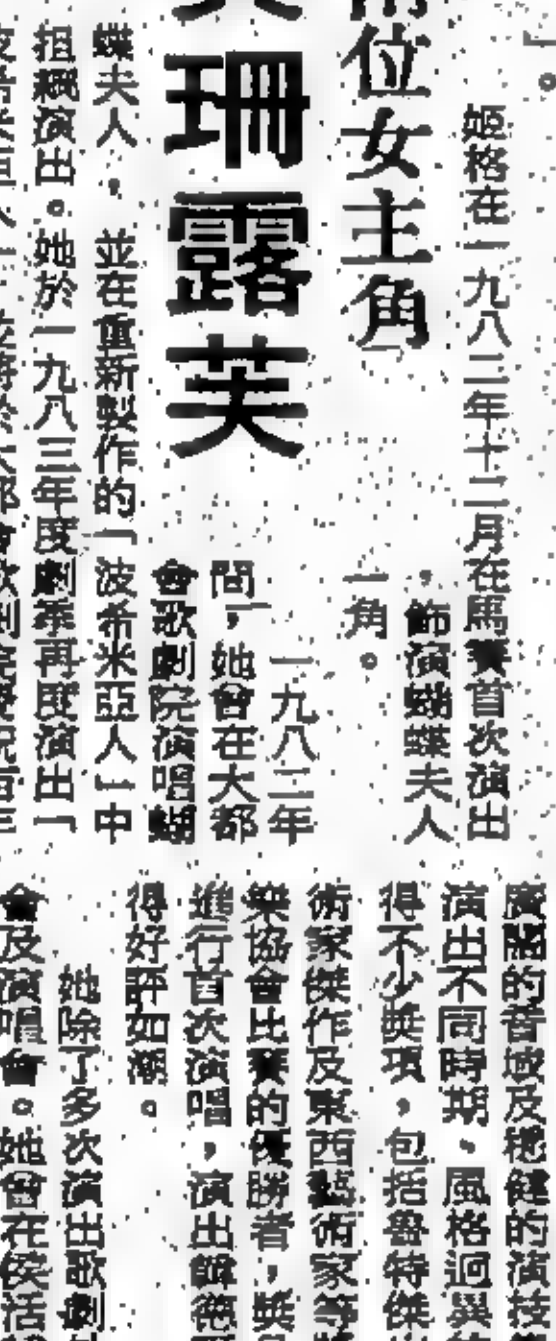 」。
姬格在一九八二年十二月在馬賽首次演出
，飾演蝴蝶夫人
一角。
位女主角
珊露芙
一九八二年
間，她曾在大都
會歌劇院演唱蝴
蝶夫人，並在重新製作的「波希米亞人」中
担綱演出。她於一九八三年度劇季再度演出「
廣闊的音域及穩健的演技
演出不同時期、風格迥異
得不少獎項，包括魯特傑
術家傑作及東西藝術家等
樂協會比賽的優勝者，獎
進行首次演唱，演出
得好評如潮。
她除了多次演出歌劇
會及演唱會。她曾在侯活